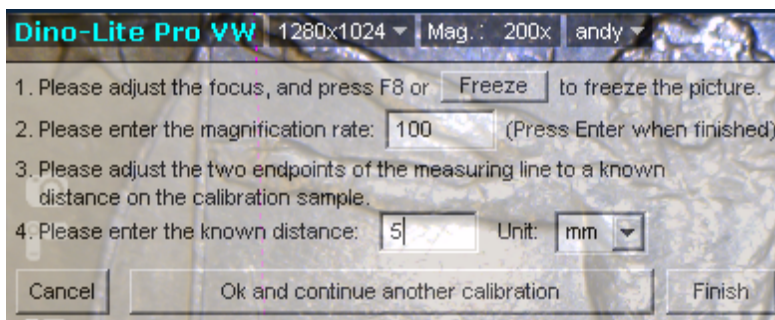 Dino-Lite Pro VW 1280x1024 Mag.: 200x andy
1. Please adjust the focus, and press F8 or Freeze to freeze the picture.
2. Please enter the magnification rate: 100 (Press Enter when finished)
3. Please adjust the two endpoints of the measuring line to a known
distance on the calibration sample.
4. Please enter the known distance: 5 Unit: mm
Cancel Ok and continue another calibration Finish